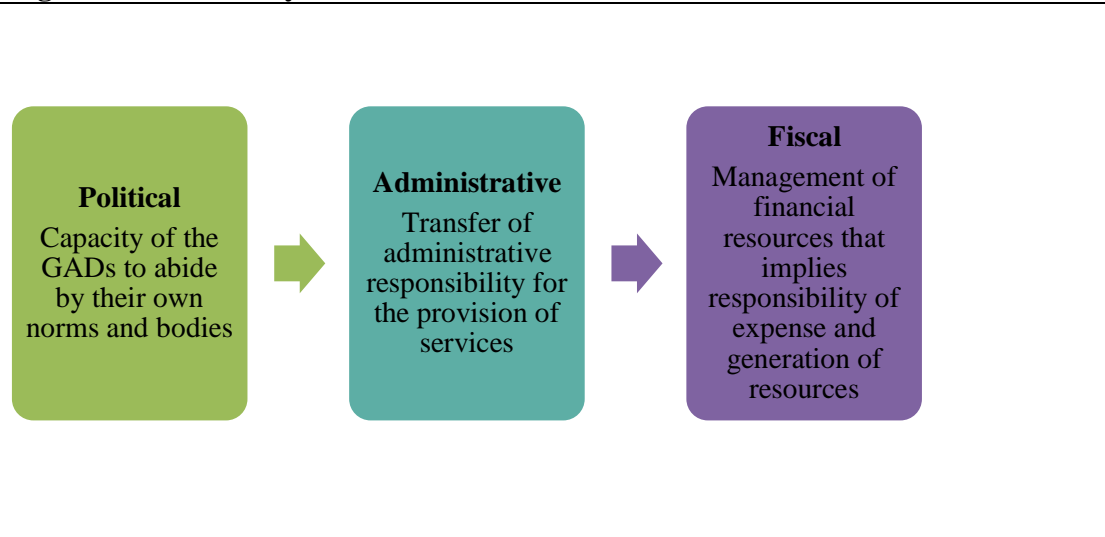 Political
Capacity of the
GADs to abide
by their own
norms and bodies
Administrative
Transfer of
administrative
responsibility for
the provision of
services
Fiscal
Management of
financial
resources that
implies
responsibility of
expense and
generation of
resources